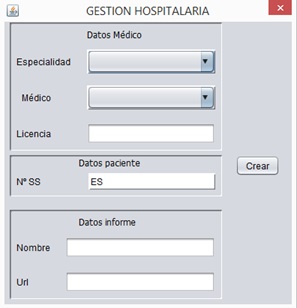 GESTION HOSPITALARIA
Datos Médico
Especialidad
Médico
Licencia
Datos paciente
Nº SS
ES
Crear
Datos informe
Nombre
Url